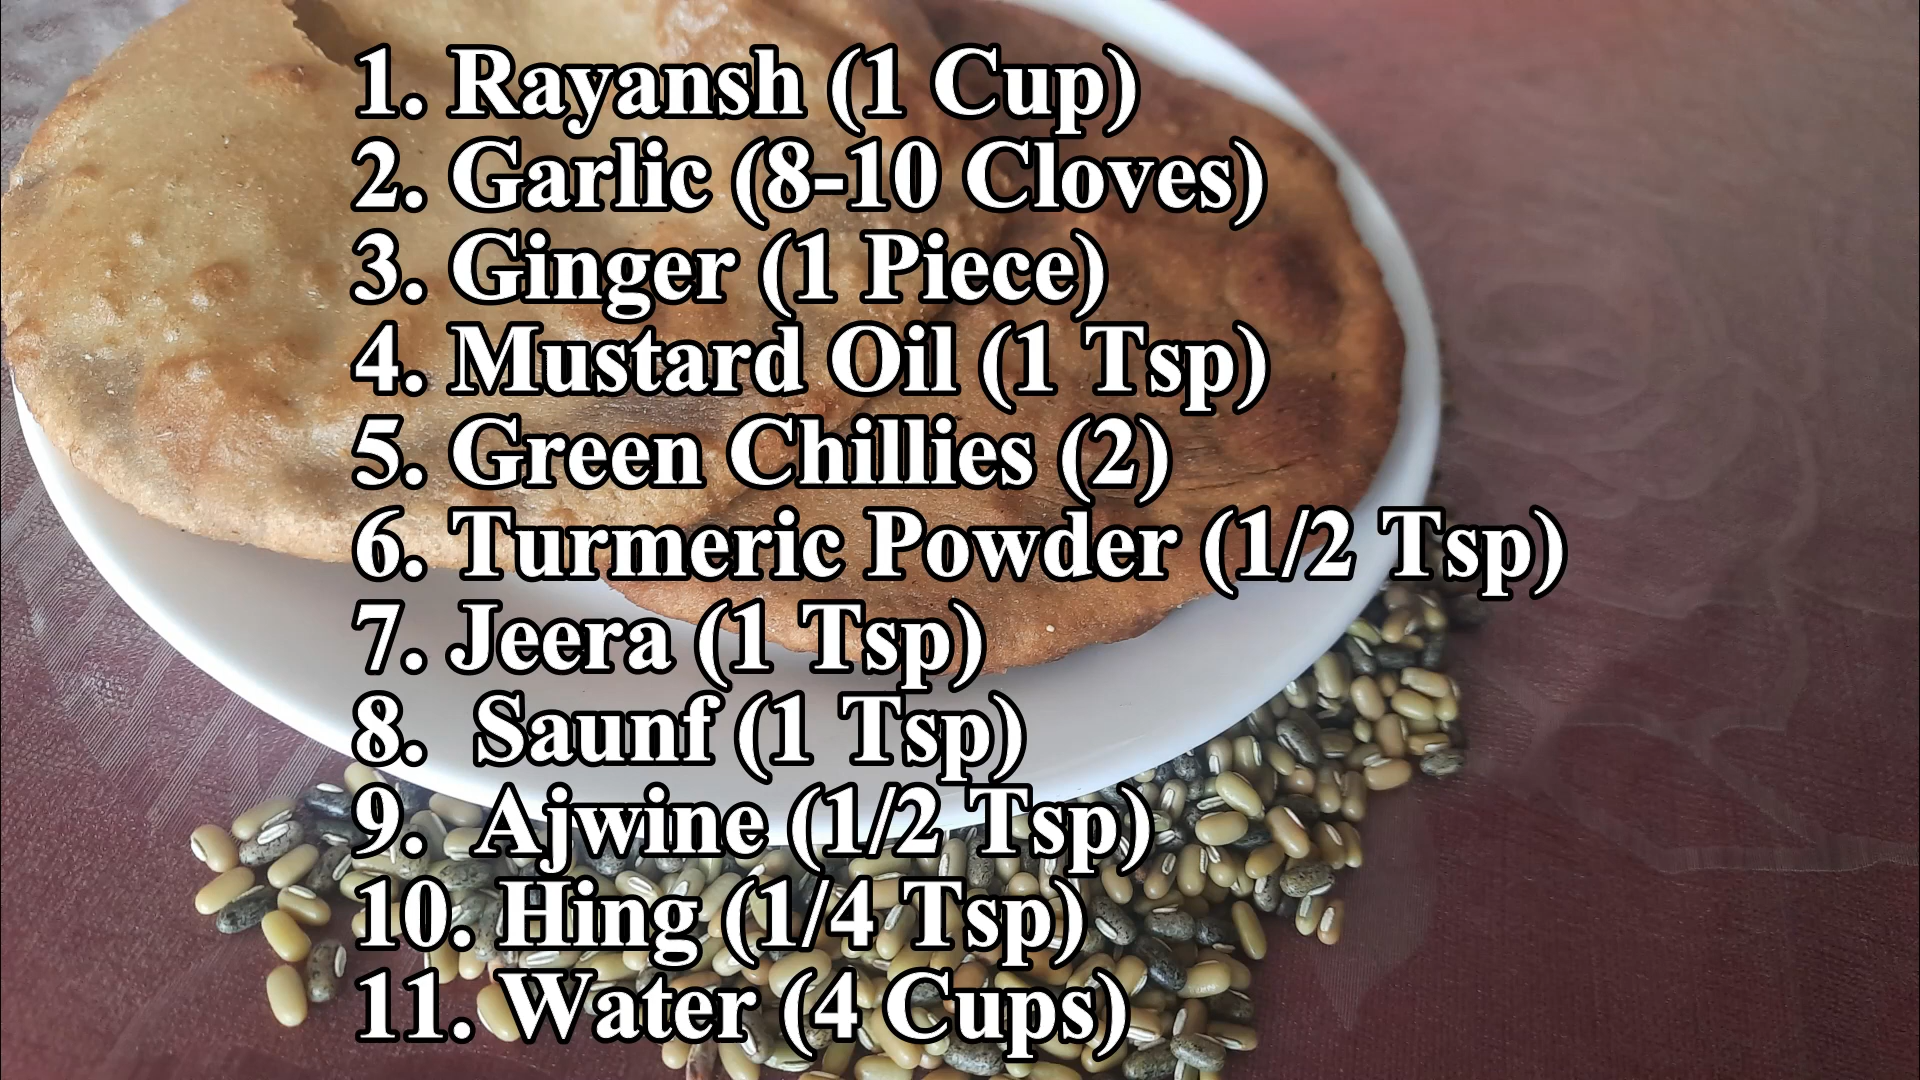 1. Rayansh (1 Cup)
2. Garlic (8-10 Cloves)
3. Ginger (1 Piece)
4. Mustard Oil (1 Tsp)
5. Green Chillies (2)
6. Turmeric Powder (1/2 Tsp)
7. Jeera (1 Tsp)
8. Saunf (1 Tsp)
9. Ajwine (1/2 Tsp)
10. Hing (1/4 Tsp)
11. Water (4 Cups)